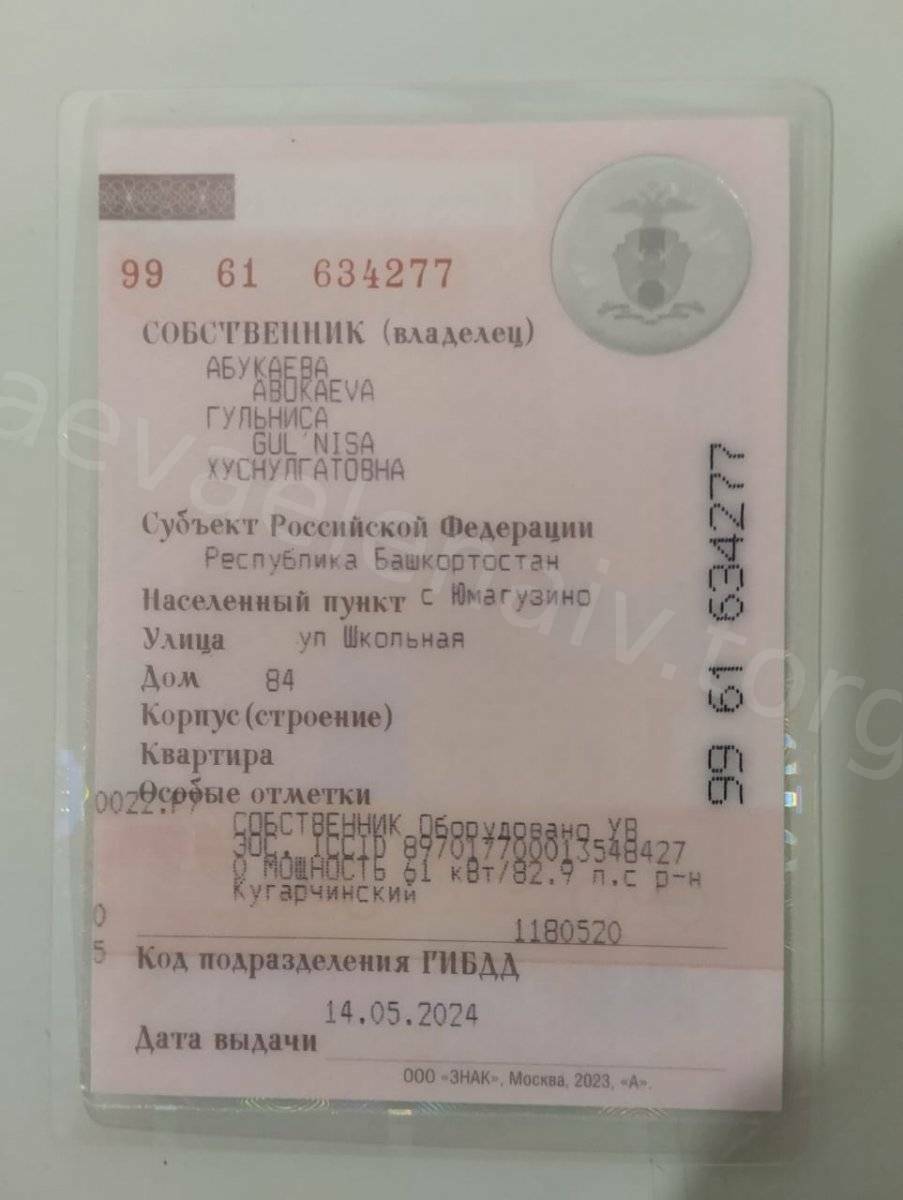 99 61 634277
СОБСТВЕННИК (владелец)
АБУКАЕВА
ABUKAEVA
ГУЛЬНИСА
GUL'NISA
ХУСНУЛГАТОВНА
Субъект Российской Федерации
Республика Башкортостан
Населенный пункт с Юмагузино
Улица ул Школьная
Дом 84
Корпус (строение)
Квартира
Особые отметки
СОБСТВЕННИК Оборудовано УВ
ЭОС. ICCID 897017700013548427
0 МОЩНОСТЬ 61 кВт/82.9 л.с р-н
Кугарчинский
1180520
Код подразделения ГИБДД
14.05.2024
Дата выдачи
ООО «ЗНАК», Москва, 2023, «А».
99 61 634277